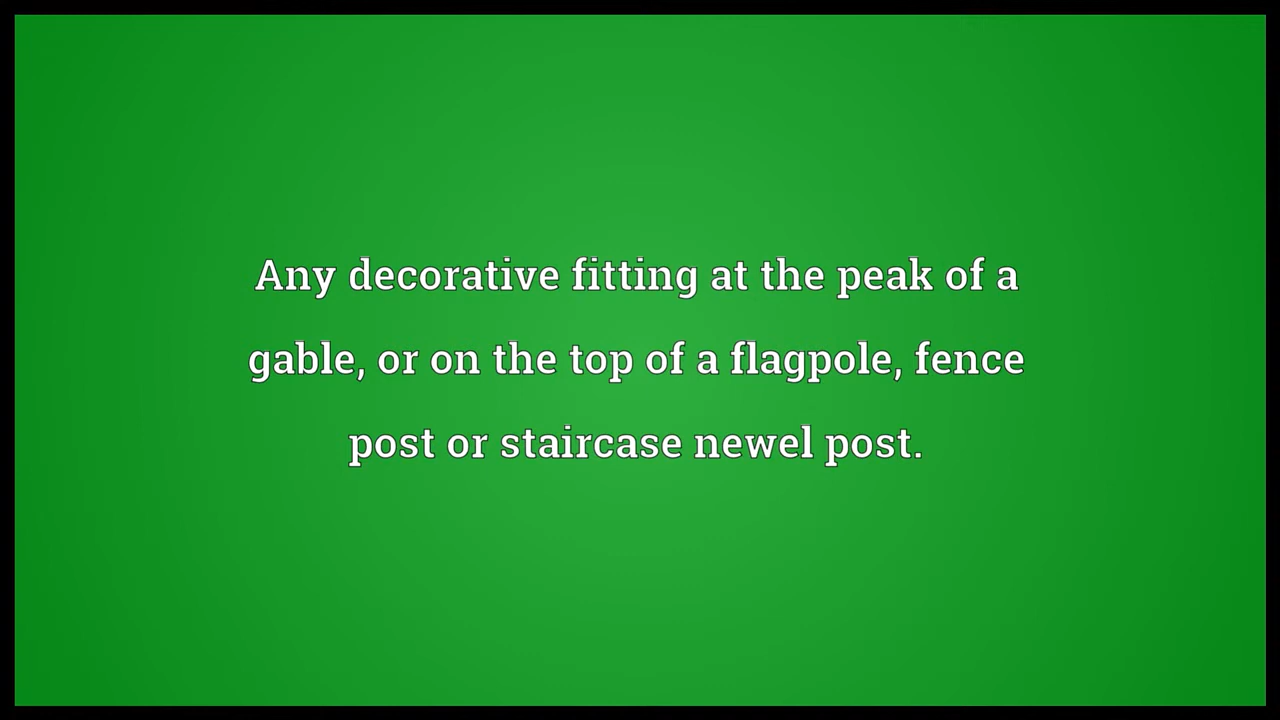 Any decorative fitting at the peak of a
gable, or on the top of a flagpole, fence
post or staircase newel post.